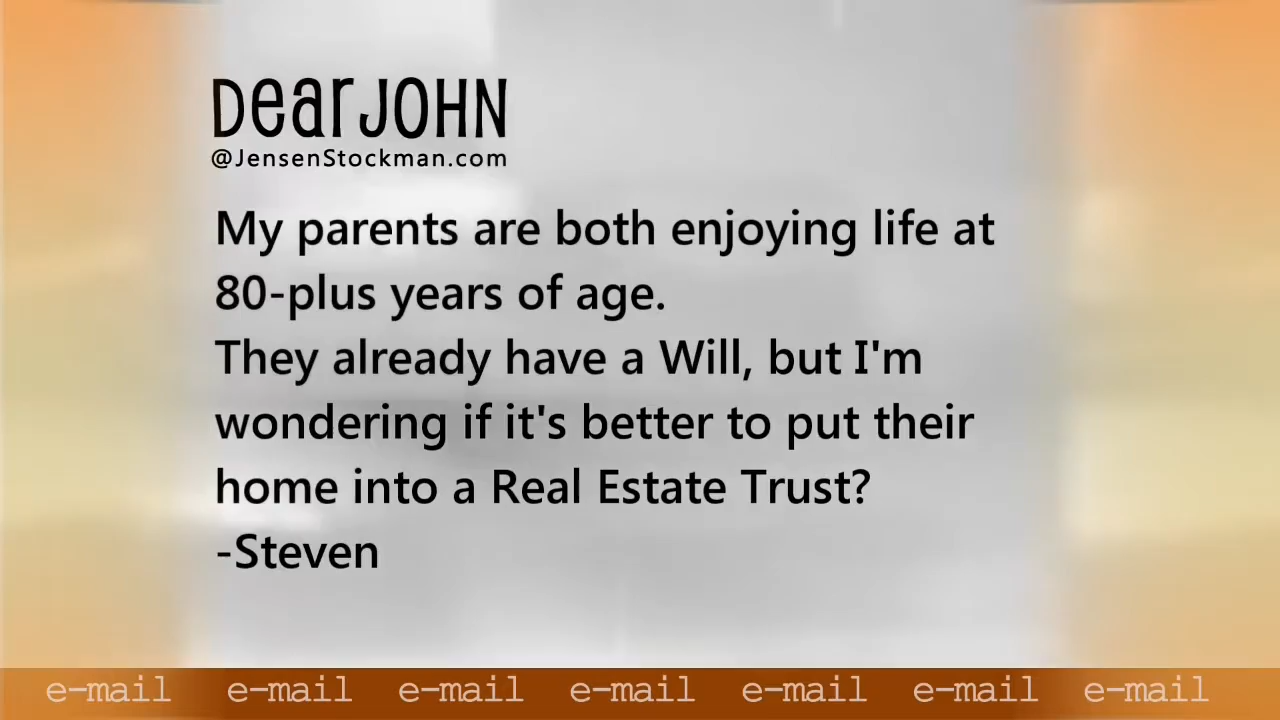 Dear JOHN
@JensenStockman.com
My parents are both enjoying life at
80-plus years of age.
They already have a Will, but I'm
wondering if it's better to put their
home into a Real Estate Trust?
-Steven
e-mail e-mail e-mail e-mail e-mail e-mail e-mail